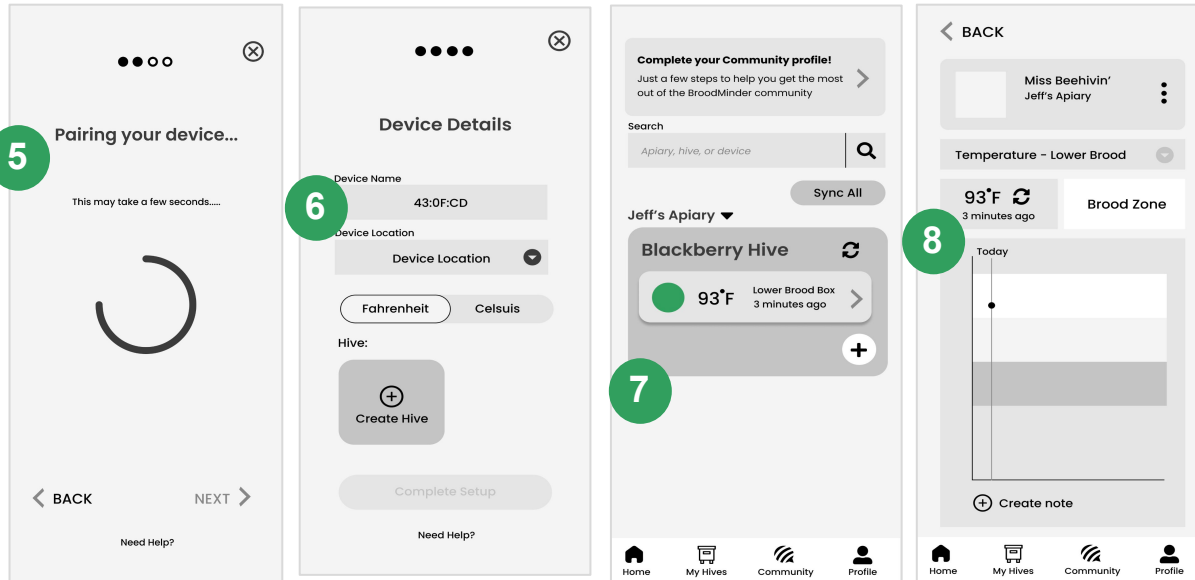 5
Pairing your device...
This may take a few seconds.....
BACK
NEXT
Need Help?
6
Device Details
Device Name
43:0F:CD
Device Location
Device Location
Fahrenheit
Celsuis
Hive:
Create Hive
Complete Setup
Need Help?
7
Complete your Community profile!
Just a few steps to help you get the most
out of the BroodMinder community
Search
Apiary, hive, or device
Sync All
Jeff's Apiary
Blackberry Hive
93°F
Lower Brood Box
3 minutes ago
Home
My Hives
Community
Profile
8
BACK
Miss Beehivin'
Jeff's Apiary
Temperature - Lower Brood
93°F
3 minutes ago
Brood Zone
Today
Create note
Home
My Hives
Community
Profile